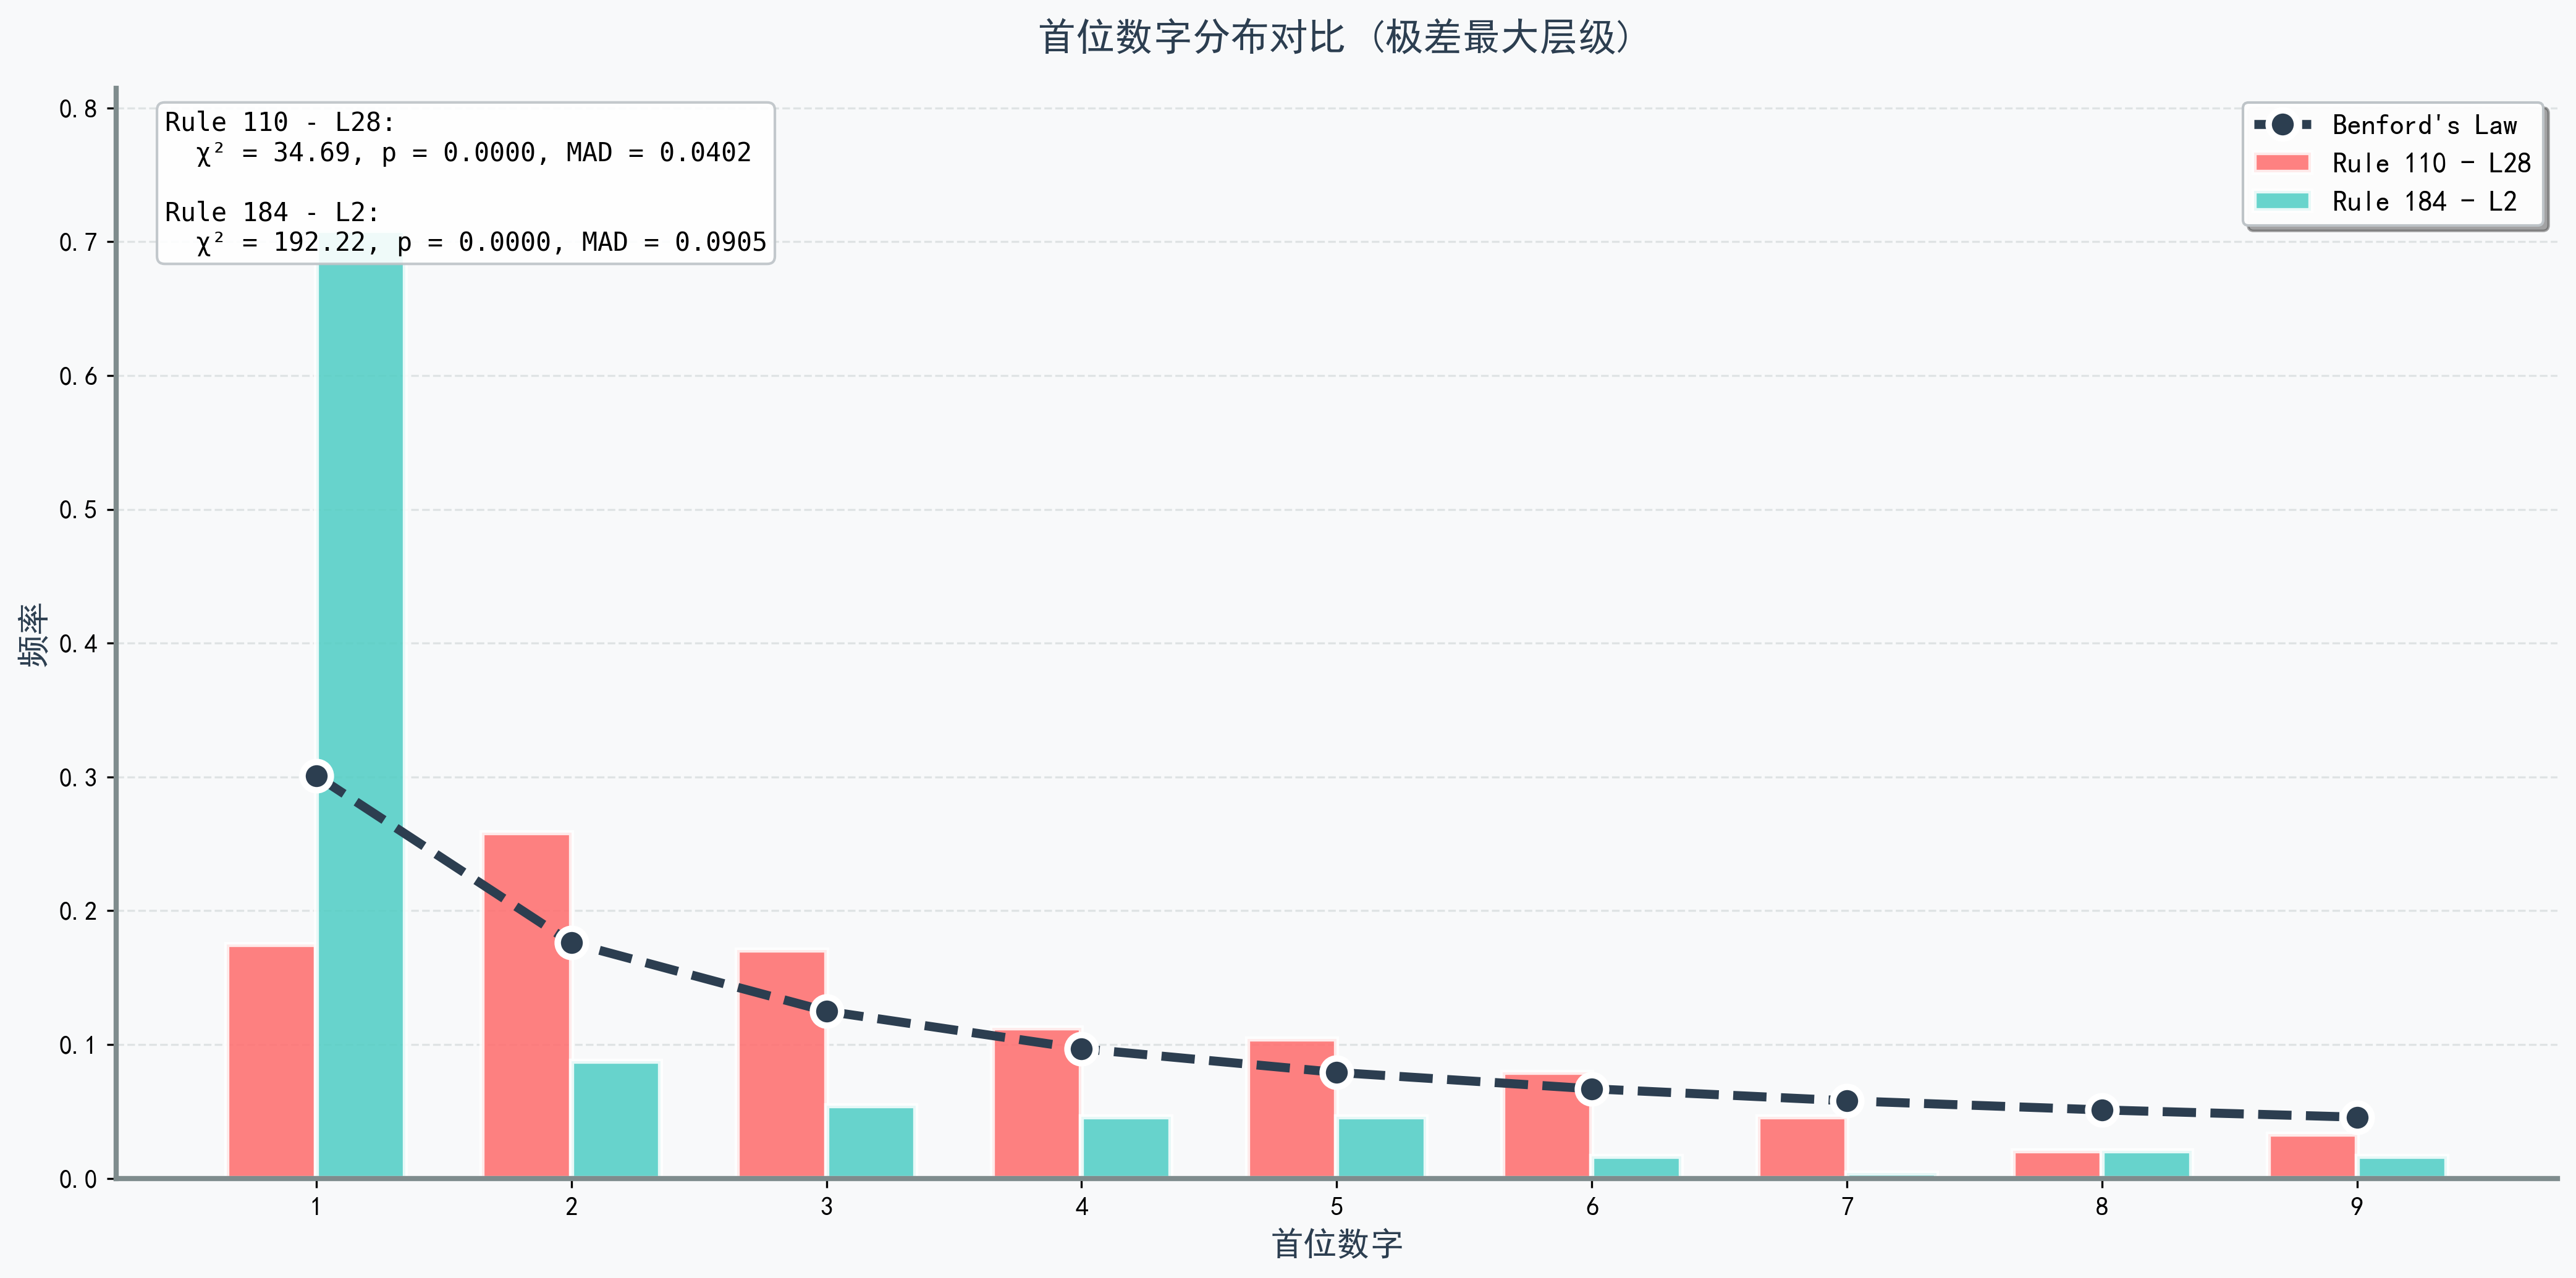 首位数字分布对比 (极差最大层级)
Rule 110 - L28:
χ² = 34.69, p = 0.0000, MAD = 0.0402
Rule 184 - L2:
χ² = 192.22, p = 0.0000, MAD = 0.0905
Benford's Law
Rule 110 - L28
Rule 184 - L2
频率
0.8
0.7
0.6
0.5
0.4
0.3
0.2
0.1
0.0
1 2 3 4 5 6 7 8 9
首位数字